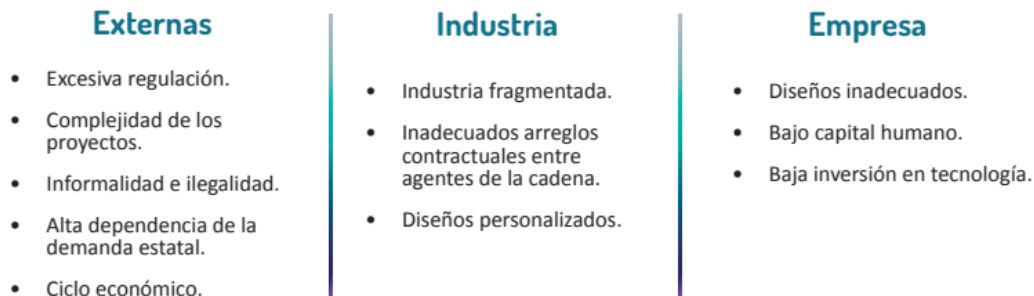 Externas
• Excesiva regulación.
• Complejidad de los
proyectos.
• Informalidad e ilegalidad.
• Alta dependencia de la
demanda estatal.
• Ciclo económico.
Industria
• Industria fragmentada.
• Inadecuados arreglos
contractuales entre
agentes de la cadena.
• Diseños personalizados.
Empresa
• Diseños inadecuados.
• Bajo capital humano.
• Baja inversión en tecnología.